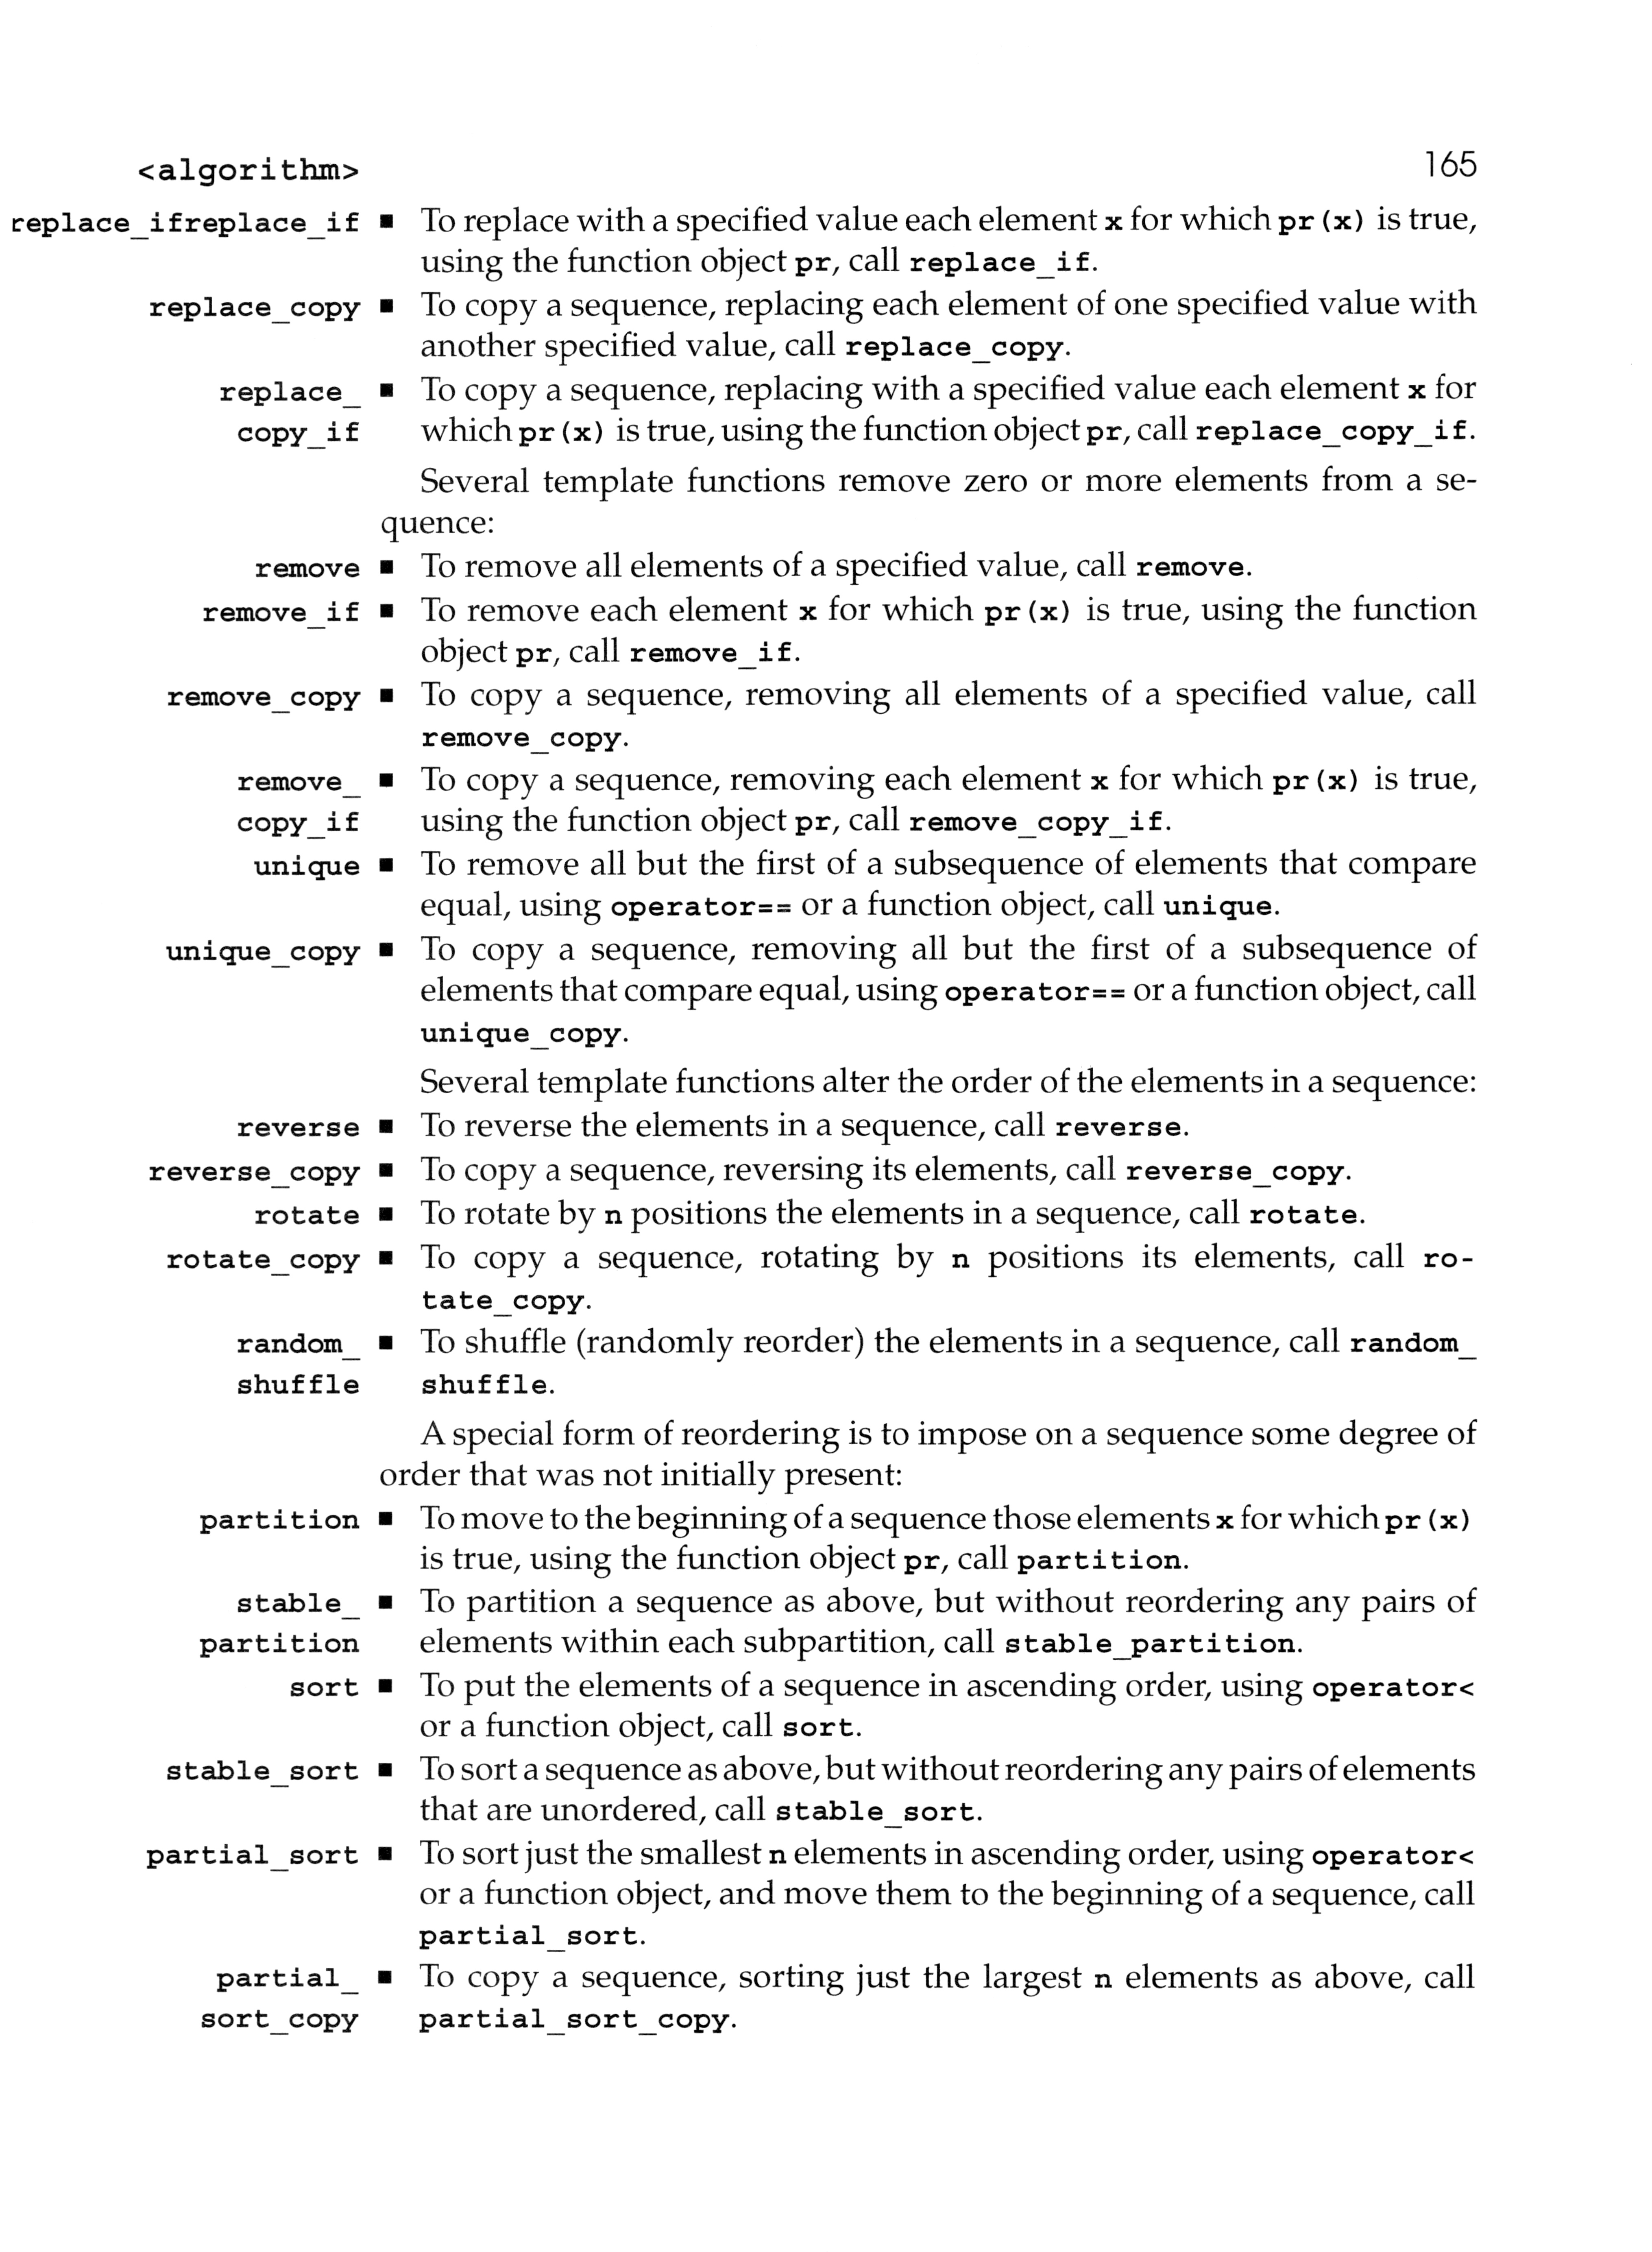 <algorithm> 165
replace_ifreplace_if ■ To replace with a specified value each element x for which pr(x) is true,
using the function object pr, call replace_if.
replace_copy ■ To copy a sequence, replacing each element of one specified value with
another specified value, call replace_copy.
replace_ ■ To copy a sequence, replacing with a specified value each element x for
copy_if which pr(x) is true, using the function object pr, call replace_copy_if.
Several template functions remove zero or more elements from a se-
quence:
remove ■ To remove all elements of a specified value, call remove.
remove_if ■ To remove each element x for which pr(x) is true, using the function
object pr, call remove_if.
remove_copy ■ To copy a sequence, removing all elements of a specified value, call
remove_copy.
remove_ ■ To copy a sequence, removing each element x for which pr(x) is true,
copy_if using the function object pr, call remove_copy_if.
unique ■ To remove all but the first of a subsequence of elements that compare
equal, using operator== or a function object, call unique.
unique_copy ■ To copy a sequence, removing all but the first of a subsequence of
elements that compare equal, using operator== or a function object, call
unique_copy.
Several template functions alter the order of the elements in a sequence:
reverse ■ To reverse the elements in a sequence, call reverse.
reverse_copy ■ To copy a sequence, reversing its elements, call reverse_copy.
rotate ■ To rotate by n positions the elements in a sequence, call rotate.
rotate_copy ■ To copy a sequence, rotating by n positions its elements, call ro-
tate_copy.
random_ ■ To shuffle (randomly reorder) the elements in a sequence, call random_
shuffle shuffle.
A special form of reordering is to impose on a sequence some degree of
order that was not initially present:
partition ■ To move to the beginning of a sequence those elements x for which pr(x)
is true, using the function object pr, call partition.
stable_ ■ To partition a sequence as above, but without reordering any pairs of
partition elements within each subpartition, call stable_partition.
sort ■ To put the elements of a sequence in ascending order, using operator<
or a function object, call sort.
stable_sort ■ To sort a sequence as above, but without reordering any pairs of elements
that are unordered, call stable_sort.
partial_sort ■ To sort just the smallest n elements in ascending order, using operator<
or a function object, and move them to the beginning of a sequence, call
partial_sort.
partial_ ■ To copy a sequence, sorting just the largest n elements as above, call
sort_copy partial_sort_copy.